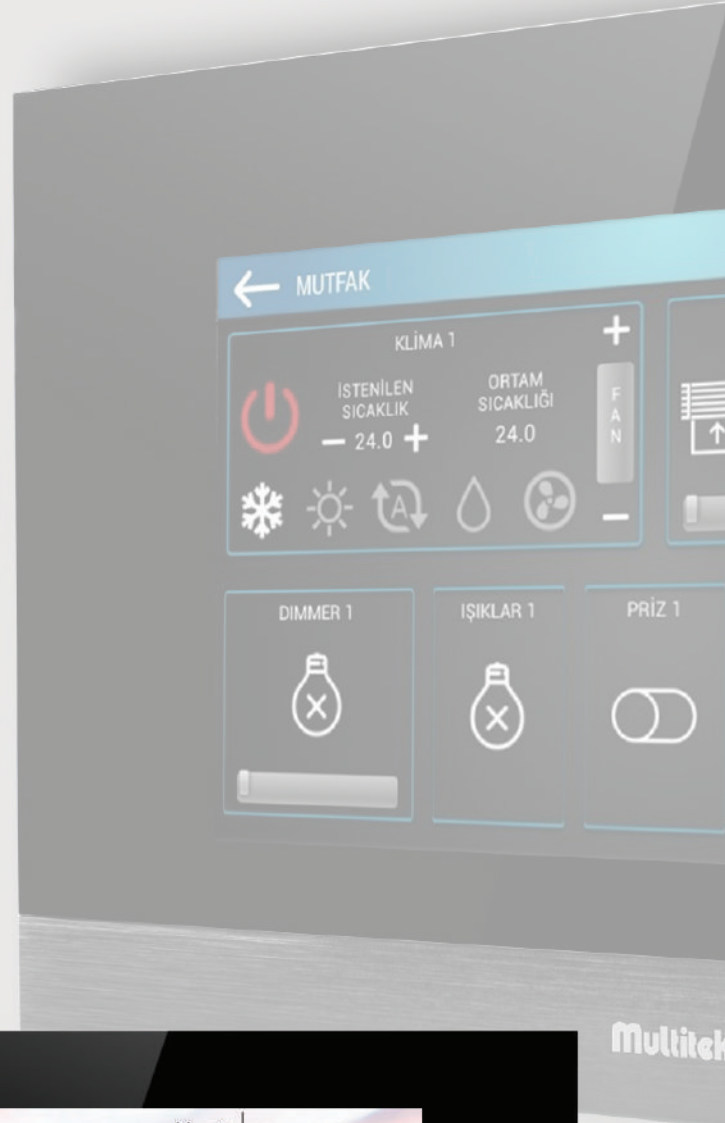 MUTFAK
KLİMA 1
İSTENİLEN
SICAKLIK
24.0
ORTAM
SICAKLIĞI
24.0
FAN
A
DIMMER 1
IŞIKLAR 1
PRİZ 1
Multitek